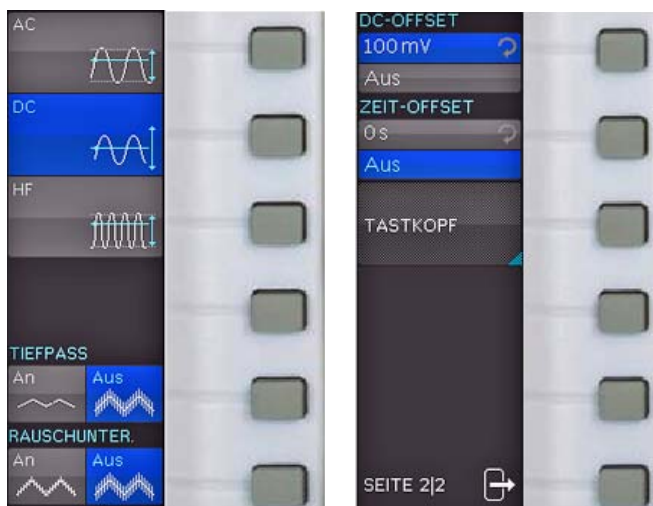 AC
DC
HF
TIEFPASS
An Aus
RAUSCHUNTER.
An Aus
DC-OFFSET
100 mV
Aus
ZEIT-OFFSET
0 s
Aus
TASTKOPF
SEITE 2|2